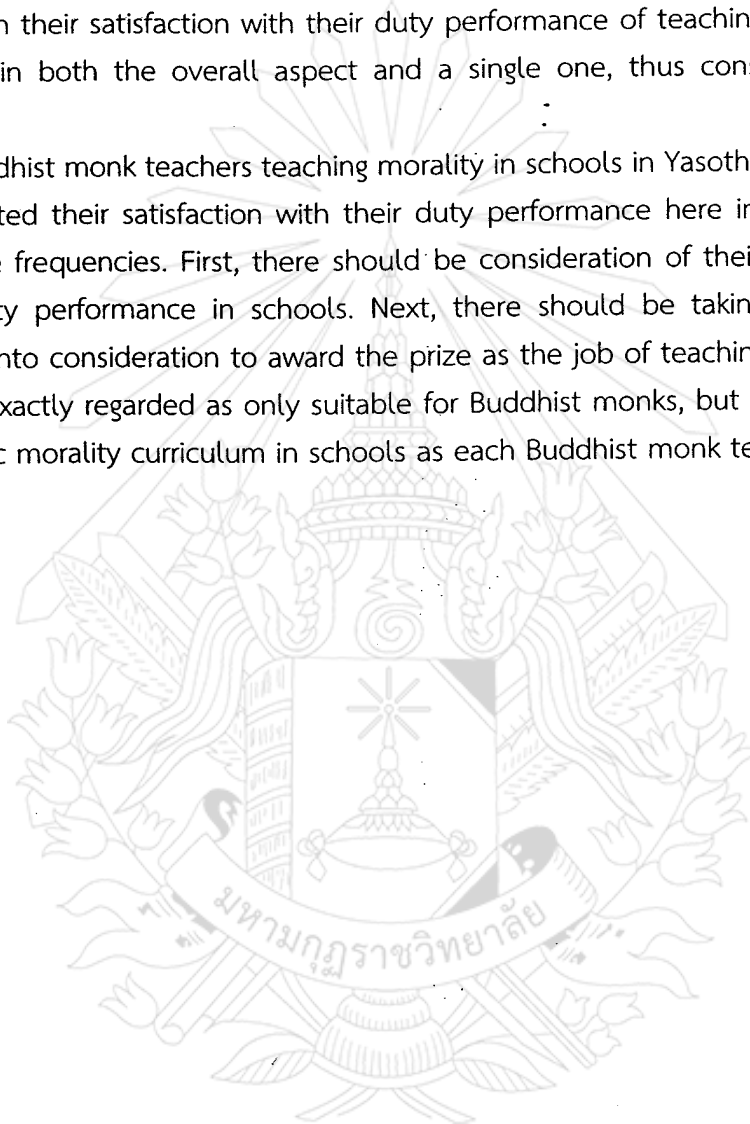 their satisfaction with their duty performance of teachin
in both the overall aspect and a single one, thus con
dhist monk teachers teaching morality in schools in Yasoth
ted their satisfaction with their duty performance here in
frequencies. First, there should be consideration of thei
ty performance in schools. Next, there should be takin
nto consideration to award the prize as the job of teachin
xactly regarded as only suitable for Buddhist monks, but
c morality curriculum in schools as each Buddhist monk te
มหามกุฏราชวิทยาลัย